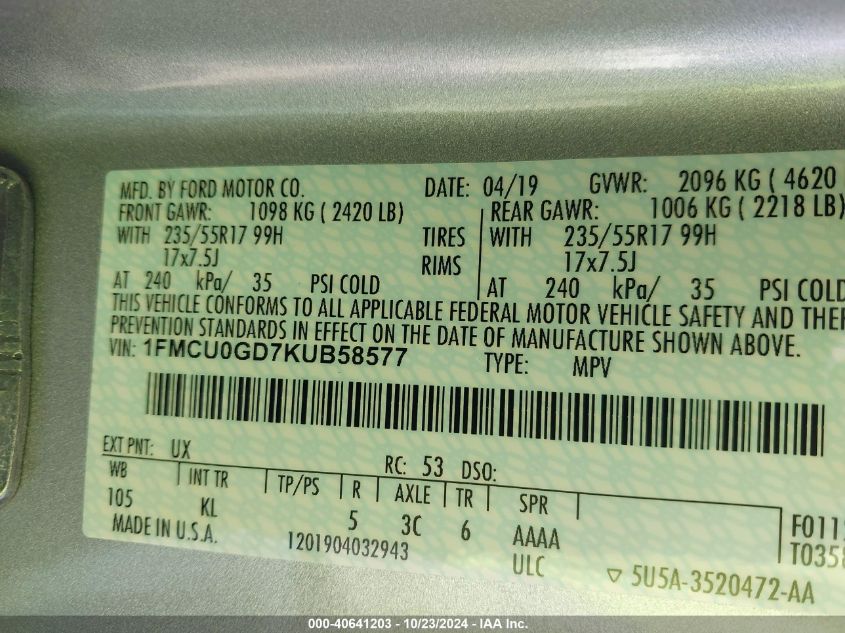 MFD. BY FORD MOTOR CO. DATE: 04/19 GVWR: 2096 KG ( 4620
FRONT GAWR: 1098 KG ( 2420 LB) REAR GAWR: 1006 KG ( 2218 LB)
WITH 235/55R17 99H TIRES WITH 235/55R17 99H
17x7.5J RIMS 17x7.5J
AT 240 kPa/ 35 PSI COLD AT 240 kPa/ 35 PSI COLD
THIS VEHICLE CONFORMS TO ALL APPLICABLE FEDERAL MOTOR VEHICLE SAFETY AND THEF
PREVENTION STANDARDS IN EFFECT ON THE DATE OF MANUFACTURE SHOWN ABOVE.
VIN: 1FMCU0GD7KUB58577 TYPE: MPV
EXT PNT: UX RC: 53 DSO:
WB INT TR TP/PS R AXLE TR SPR
105 KL 5 3C 6 AAAA
MADE IN U.S.A. 1201904032943 ULC
F011
T035
5U5A-3520472-AA
000-40641203 - 10/23/2024 - IAA Inc.